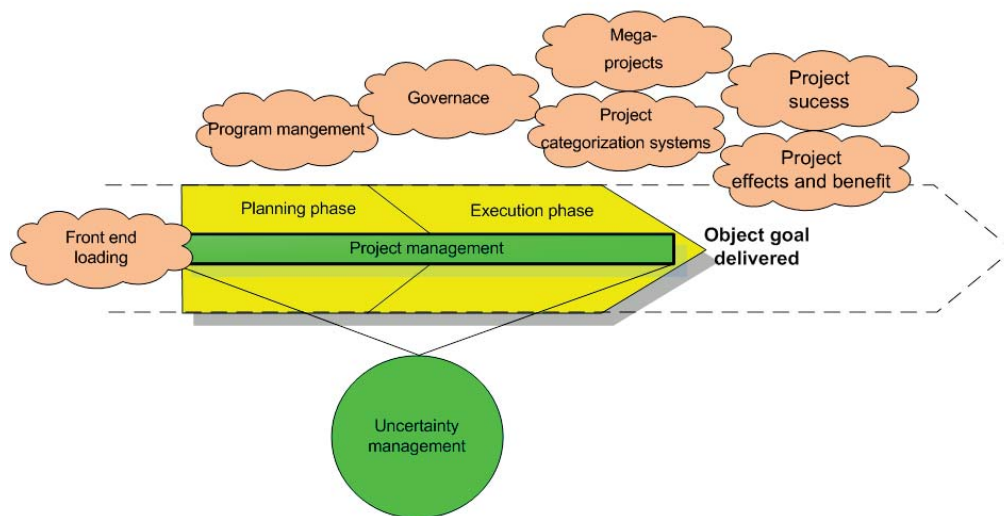 Mega-
projects
Project
sucess
Governace
Program mangement
Project
categorization systems
Project
effects and benefit
Planning phase
Execution phase
Front end
loading
Project management
Object goal
delivered
Uncertainty
management